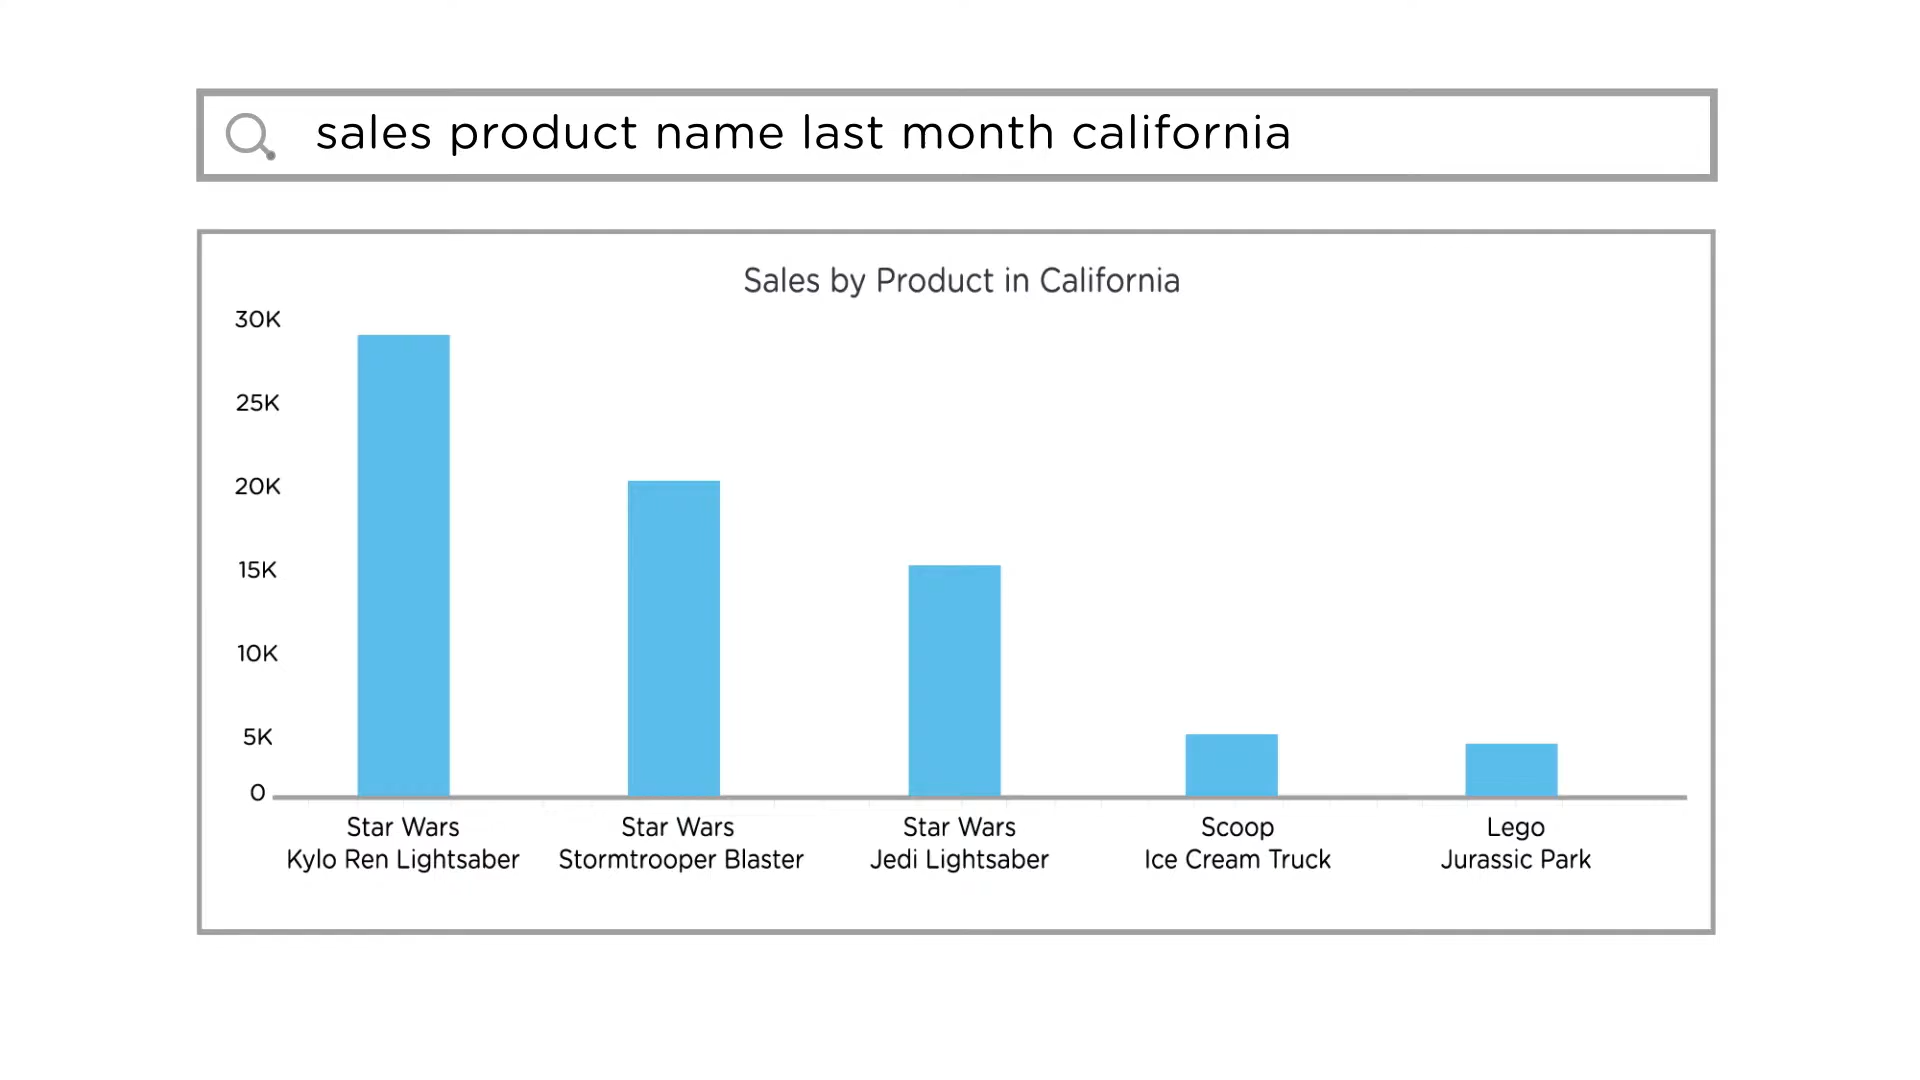 sales product name last month california
Sales by Product in California
30K
25K
20K
15K
10K
5K
0
Star Wars
Kylo Ren Lightsaber
Star Wars
Stormtrooper Blaster
Star Wars
Jedi Lightsaber
Scoop
Ice Cream Truck
Lego
Jurassic Park